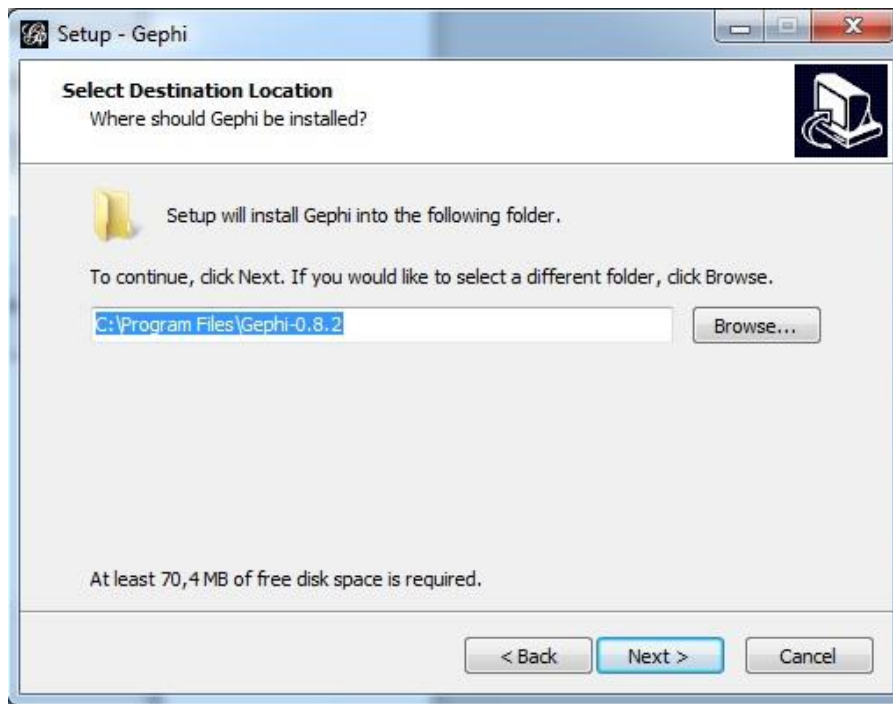 Setup - Gephi
Select Destination Location
Where should Gephi be installed?
Setup will install Gephi into the following folder.
To continue, click Next. If you would like to select a different folder, click Browse.
C:\Program Files\Gephi-0.8.2
Browse...
At least 70,4 MB of free disk space is required.
< Back
Next >
Cancel